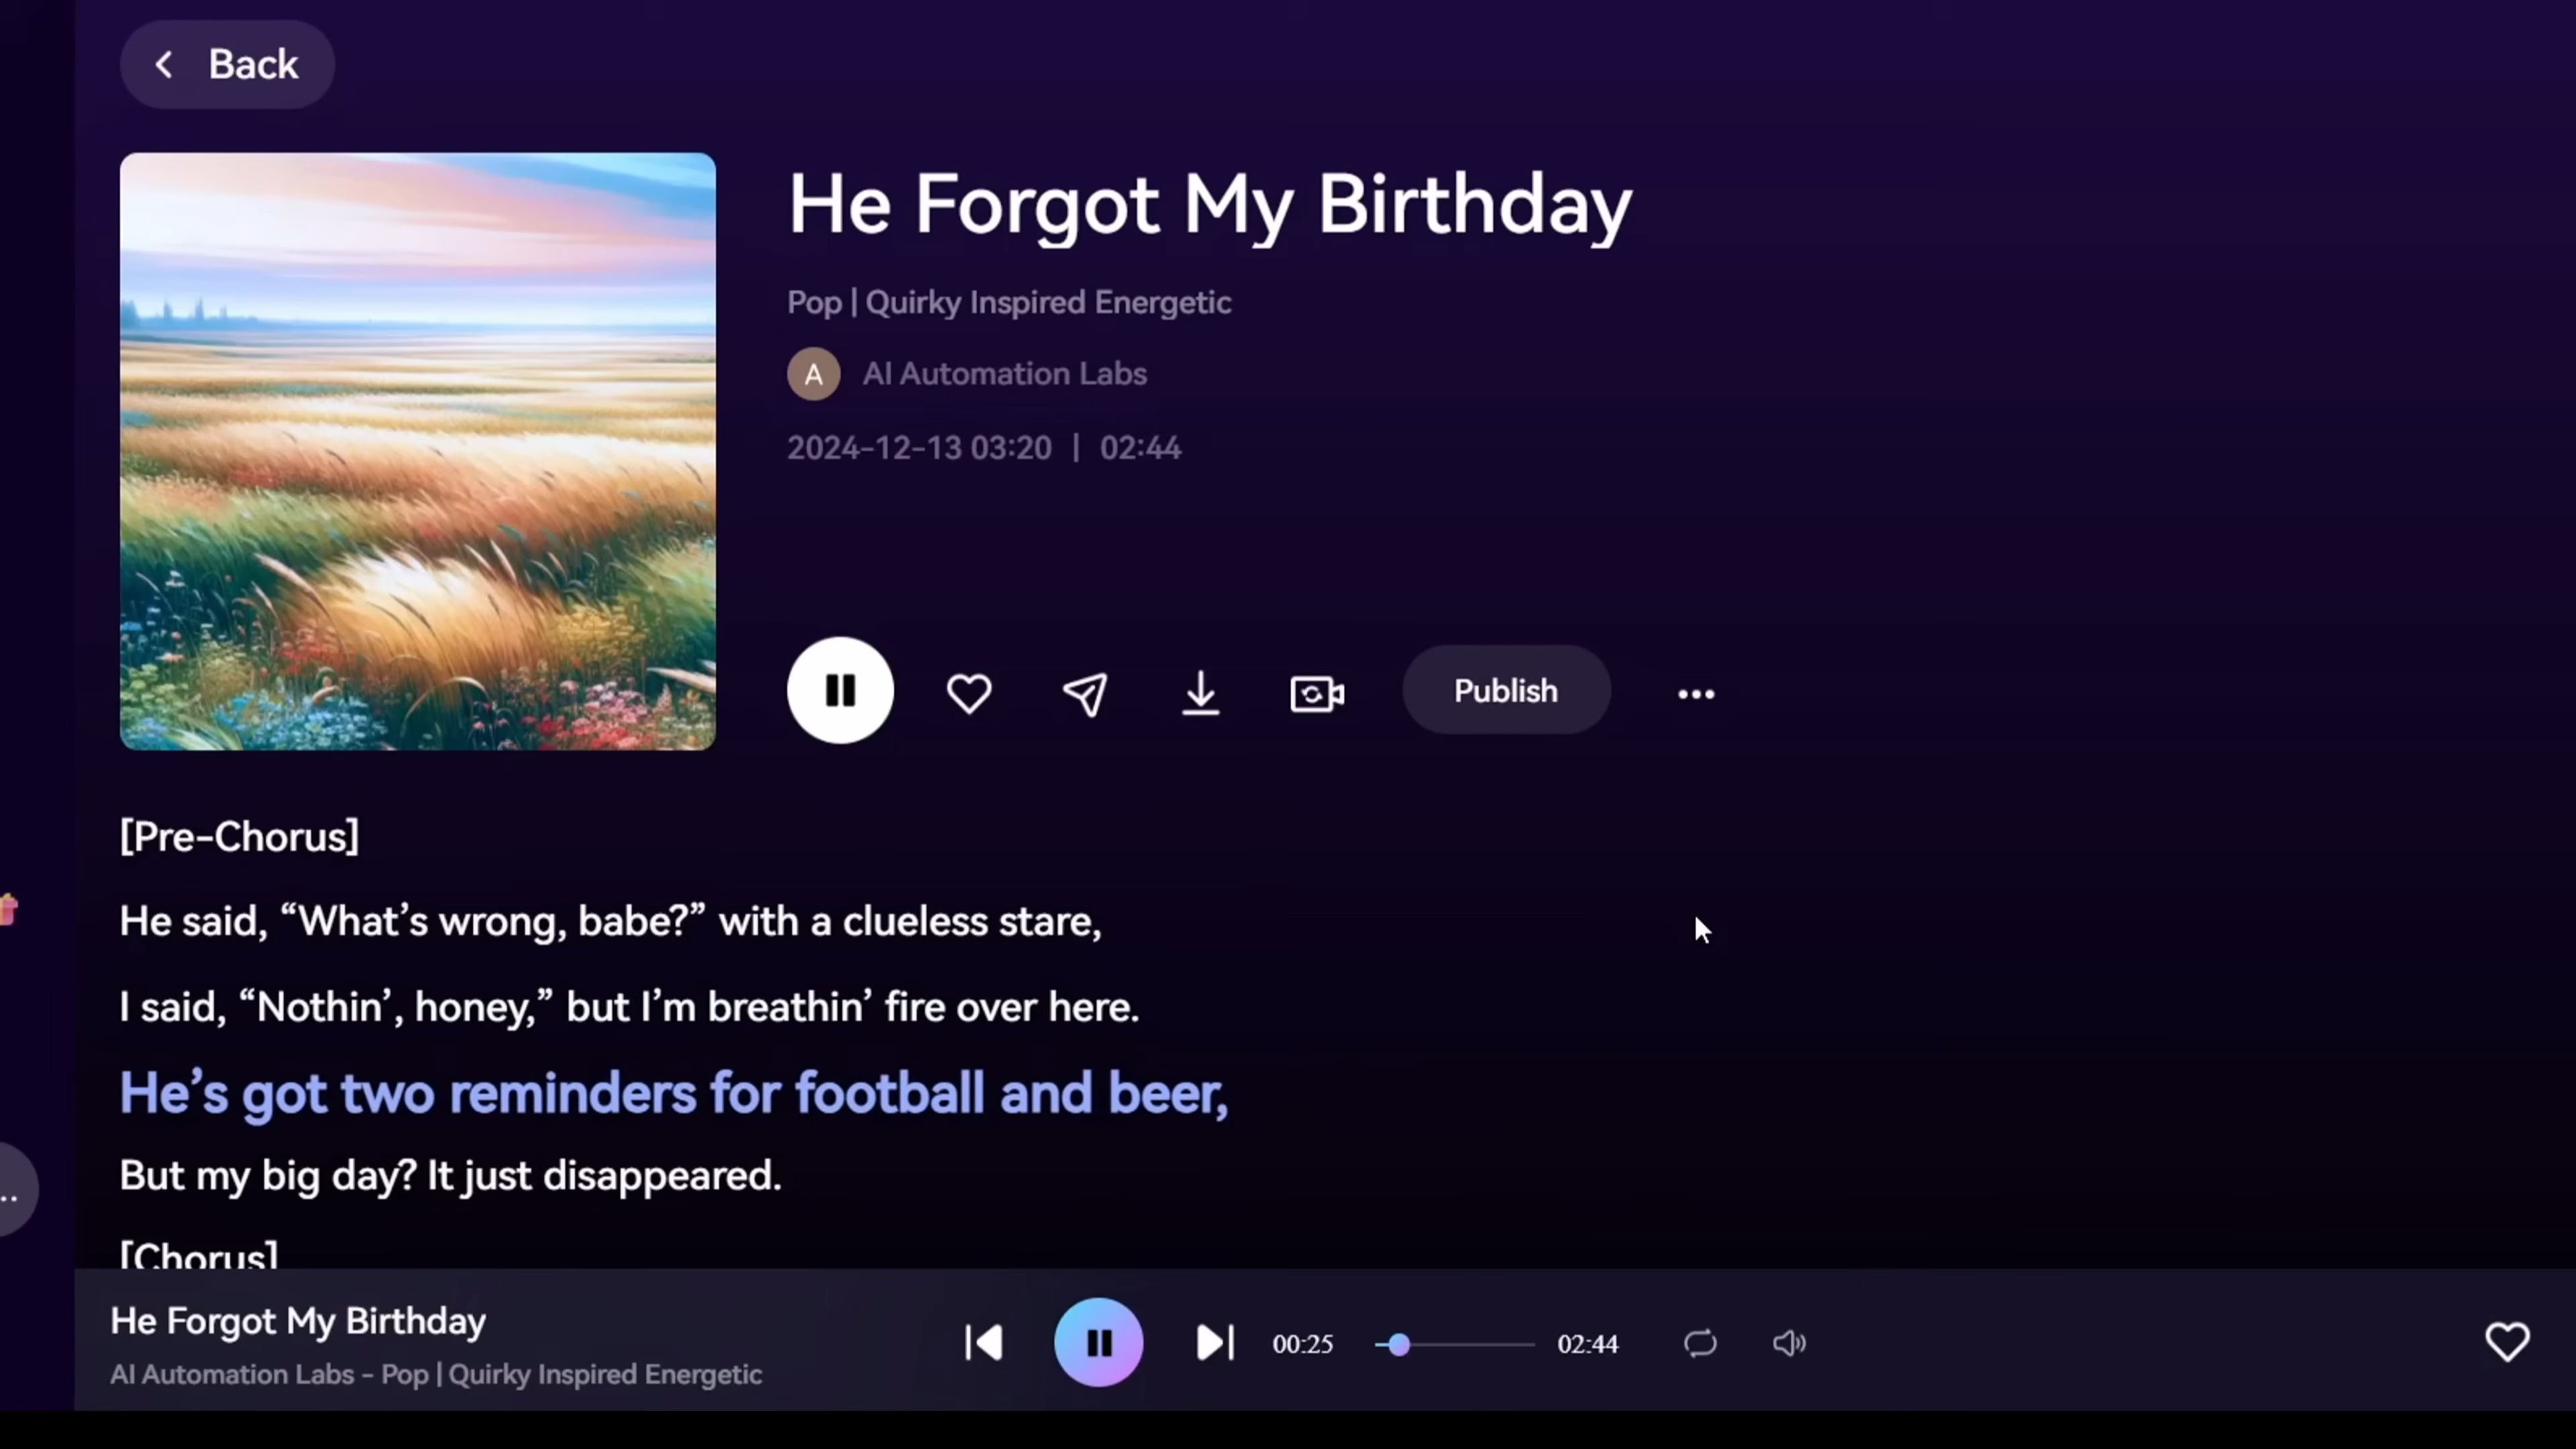 Back
He Forgot My Birthday
Pop | Quirky Inspired Energetic
A AI Automation Labs
2024-12-13 03:20 | 02:44
Publish
[Pre-Chorus]
He said, “What’s wrong, babe?” with a clueless stare,
I said, “Nothin’, honey,” but I’m breathin’ fire over here.
He’s got two reminders for football and beer,
But my big day? It just disappeared.
[Chorus]
He Forgot My Birthday
AI Automation Labs - Pop | Quirky Inspired Energetic
00:25 02:44